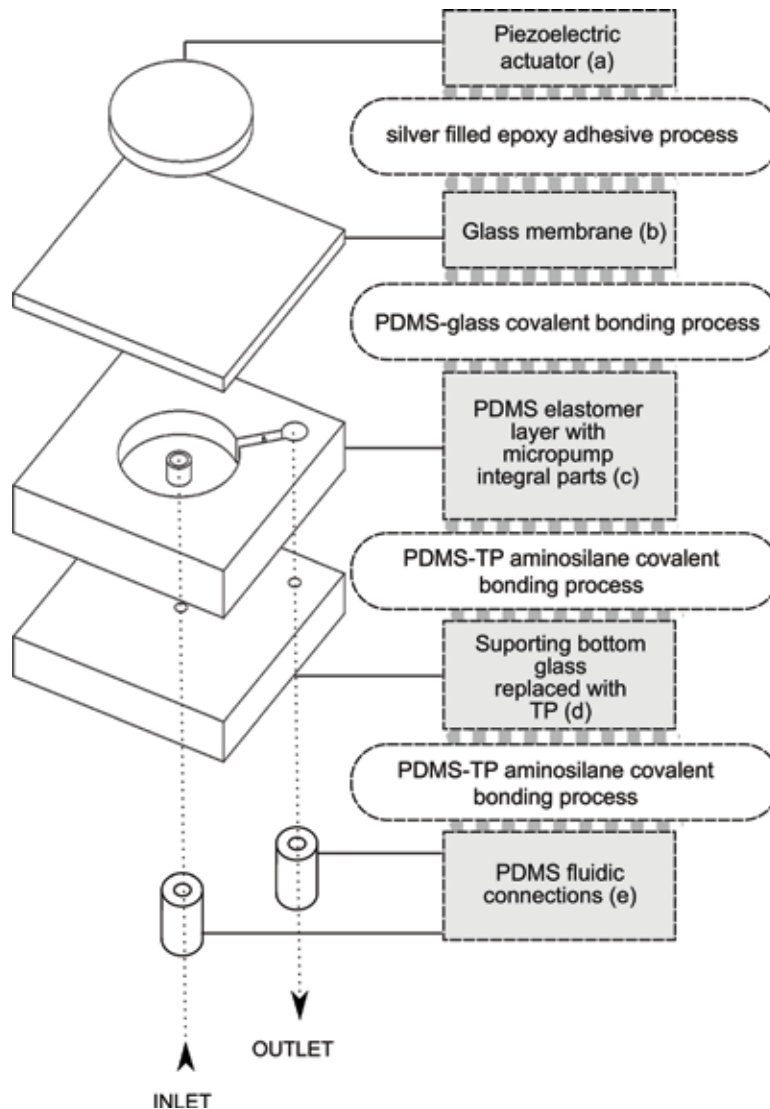 Piezoelectric
actuator (a)
silver filled epoxy adhesive process
Glass membrane (b)
PDMS-glass covalent bonding process
PDMS elastomer
layer with
micropump
integral parts (c)
PDMS-TP aminosilane covalent
bonding process
Suporting bottom
glass
replaced with
TP (d)
PDMS-TP aminosilane covalent
bonding process
PDMS fluidic
connections (e)
OUTLET
INLET